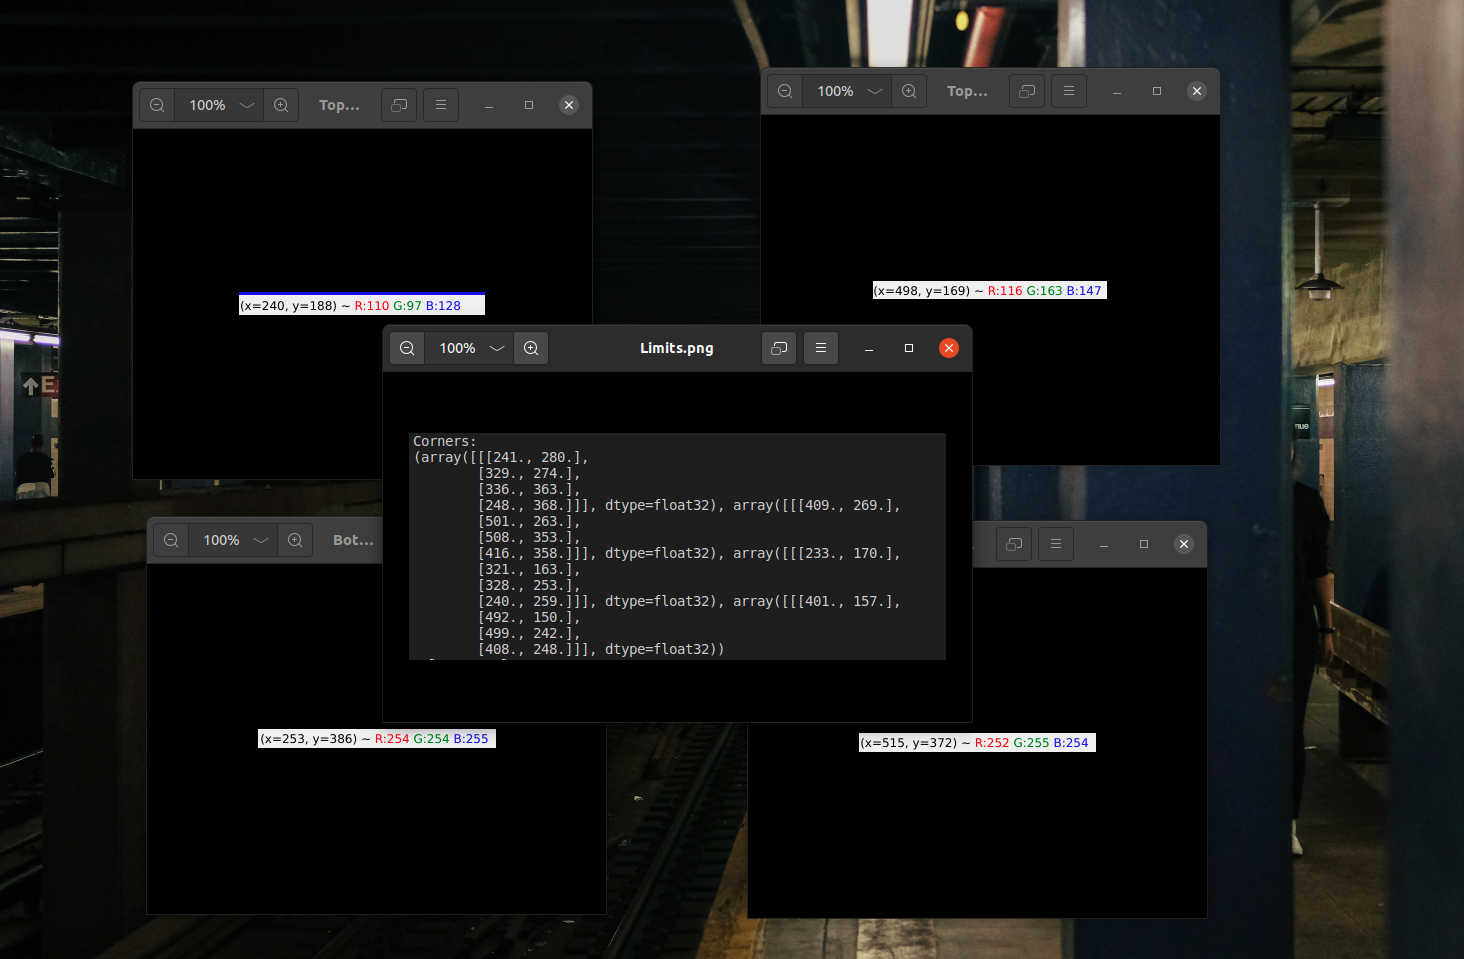 100%
Top...
100%
Top...
(x=240, y=188) ~ R:110 G:97 B:128
(x=498, y=169) ~ R:116 G:163 B:147
100%
Limits.png
Corners:
(array([[[241., 280.],
[329., 274.],
[336., 363.],
[248., 368.]]], dtype=float32), array([[[409., 269.],
[501., 263.],
[508., 353.],
[416., 358.]]], dtype=float32), array([[[233., 170.],
[321., 163.],
[328., 253.],
[240., 259.]]], dtype=float32), array([[[401., 157.],
[492., 150.],
[499., 242.],
[408., 248.]]], dtype=float32))
100%
Bot...
(x=253, y=386) ~ R:254 G:254 B:255
(x=515, y=372) ~ R:252 G:255 B:254
nue